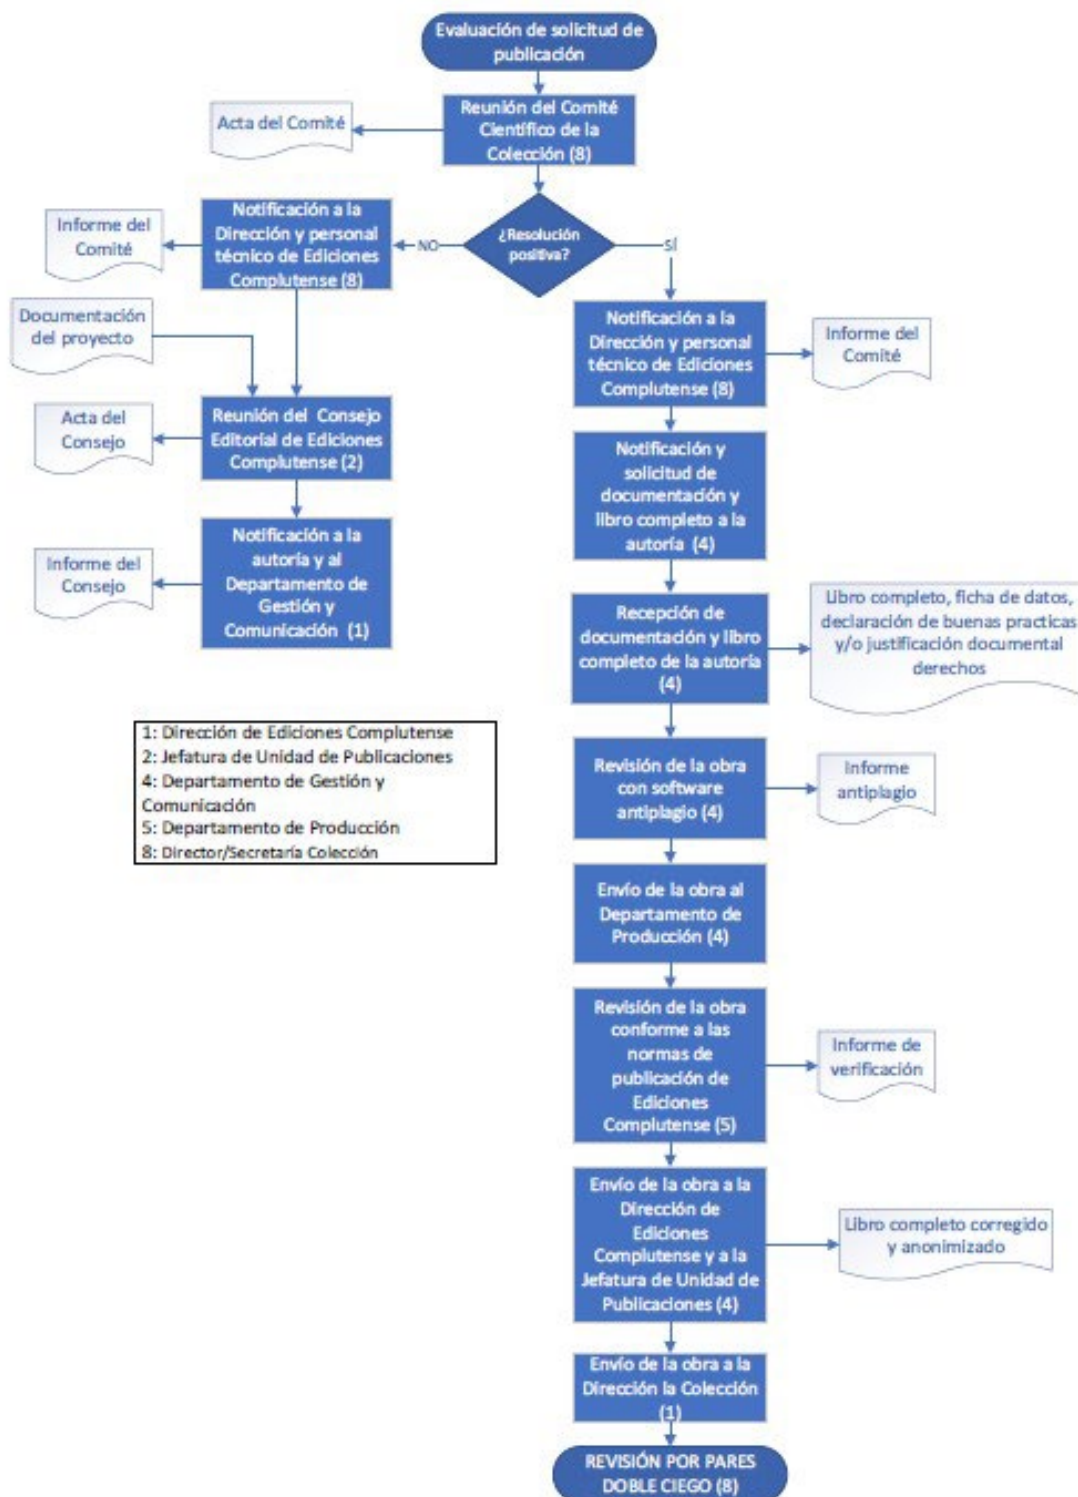 Evaluación de solicitud de
publicación
Reunión del Comité
Científico de la
Colección (8)
Acta del Comité
¿Resolución
positiva?
NO
SÍ
Notificación a la
Dirección y personal
técnico de Ediciones
Complutense (8)
Informe del
Comité
Documentación
del proyecto
Reunión del Consejo
Editorial de Ediciones
Complutense (2)
Acta del
Consejo
Notificación a la
autoría y al
Departamento de
Gestión y
Comunicación (1)
Informe del
Consejo
Notificación a la
Dirección y personal
técnico de Ediciones
Complutense (8)
Informe del
Comité
Notificación y
solicitud de
documentación y
libro completo a la
autoría (4)
Recepción de
documentación y libro
completo de la autoría
(4)
Libro completo, ficha de datos,
declaración de buenas practicas
y/o justificación documental
derechos
1: Dirección de Ediciones Complutense
2: Jefatura de Unidad de Publicaciones
4: Departamento de Gestión y
Comunicación
5: Departamento de Producción
8: Director/Secretaría Colección
Revisión de la obra
con software
antiplagio (4)
Informe
antiplagio
Envío de la obra al
Departamento de
Producción (4)
Revisión de la obra
conforme a las
normas de
publicación de
Ediciones
Complutense (5)
Informe de
verificación
Envío de la obra a la
Dirección de
Ediciones
Complutense y a la
Jefatura de Unidad de
Publicaciones (4)
Libro completo corregido
y anonimizado
Envío de la obra a la
Dirección la Colección
(1)
REVISIÓN POR PARES
DOBLE CIEGO (8)